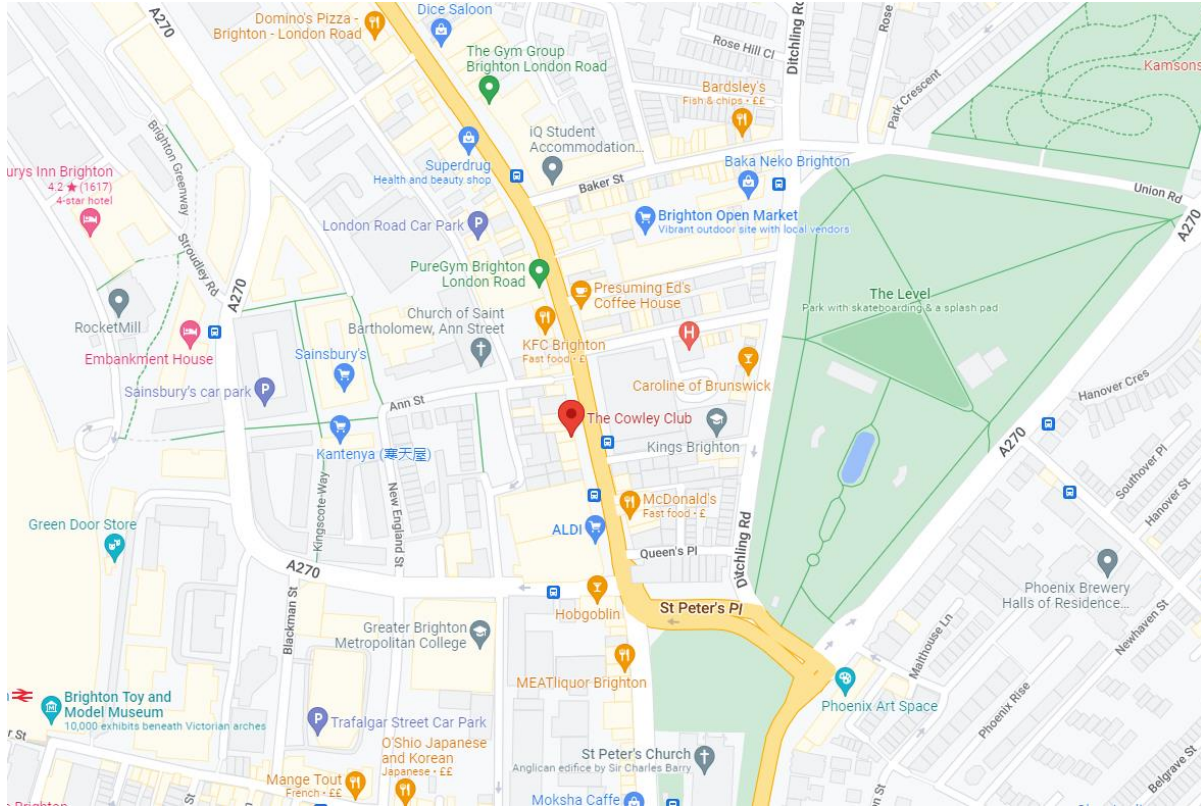 A270
Domino's Pizza -
Brighton - London Road
Dice Saloon
The Gym Group
Brighton London Road
Rose Hill Cl
Ditchling Rd
Rose
Kamsons
Bardsley's
Fish & chips • ££
Park Crescent
Brighton Greenway
Superdrug
Health and beauty shop
iQ Student
Accommodation...
Baker St
Baka Neko Brighton
Union Rd
A270
urys Inn Brighton
4.2 ★ (1617)
4-star hotel
London Road Car Park
Brighton Open Market
Vibrant outdoor site with local vendors
Stroudley Rd
A270
PureGym Brighton
London Road
Presuming Ed's
Coffee House
The Level
Park with skateboarding & a splash pad
RocketMill
Church of Saint
Bartholomew, Ann Street
KFC Brighton
Fast food • £
Embankment House
Sainsbury's
Caroline of Brunswick
Hanover Cres
Sainsbury's car park
Ann St
The Cowley Club
A270
Kings Brighton
Kantenya (寒天屋)
Southover Pl
Hanover St
Kingscote-Way
New England St
McDonald's
Fast food • £
Green Door Store
ALDI
Ditchling Rd
Queen's Pl
A270
Phoenix Brewery
Halls of Residence...
Hobgoblin
St Peter's Pl
Blackman St
Greater Brighton
Metropolitan College
Malthouse Ln
Newhaven St
MEATliquor Brighton
Phoenix Rise
Phoenix Art Space
Brighton Toy and
Model Museum
10,000 exhibits beneath Victorian arches
Trafalgar Street Car Park
r St
O'Shio Japanese
and Korean
Japanese • ££
St Peter's Church
Anglican edifice by Sir Charles Barry
Belgrave St
Mange Tout
French • ££
St
Moksha Caffe